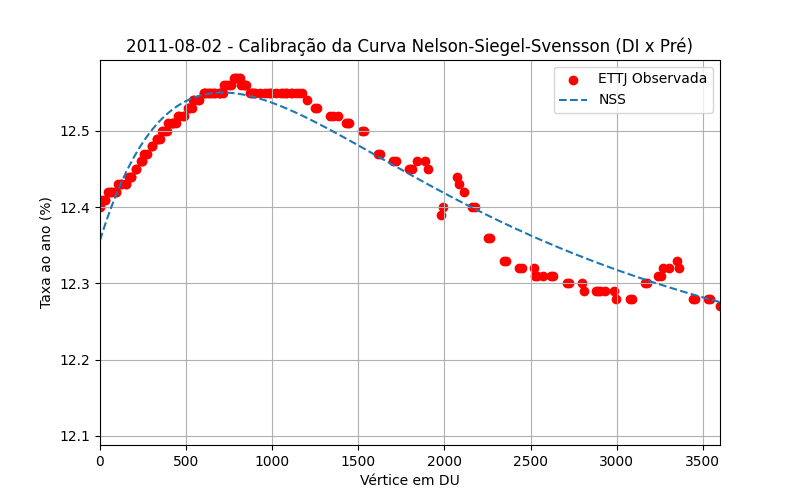 2011-08-02 - Calibração da Curva Nelson-Siegel-Svensson (DI x Pré)
ETTJ Observada
NSS
Taxa ao ano (%)
12.5
12.4
12.3
12.2
12.1
0 500 1000 1500 2000 2500 3000 3500
Vértice em DU